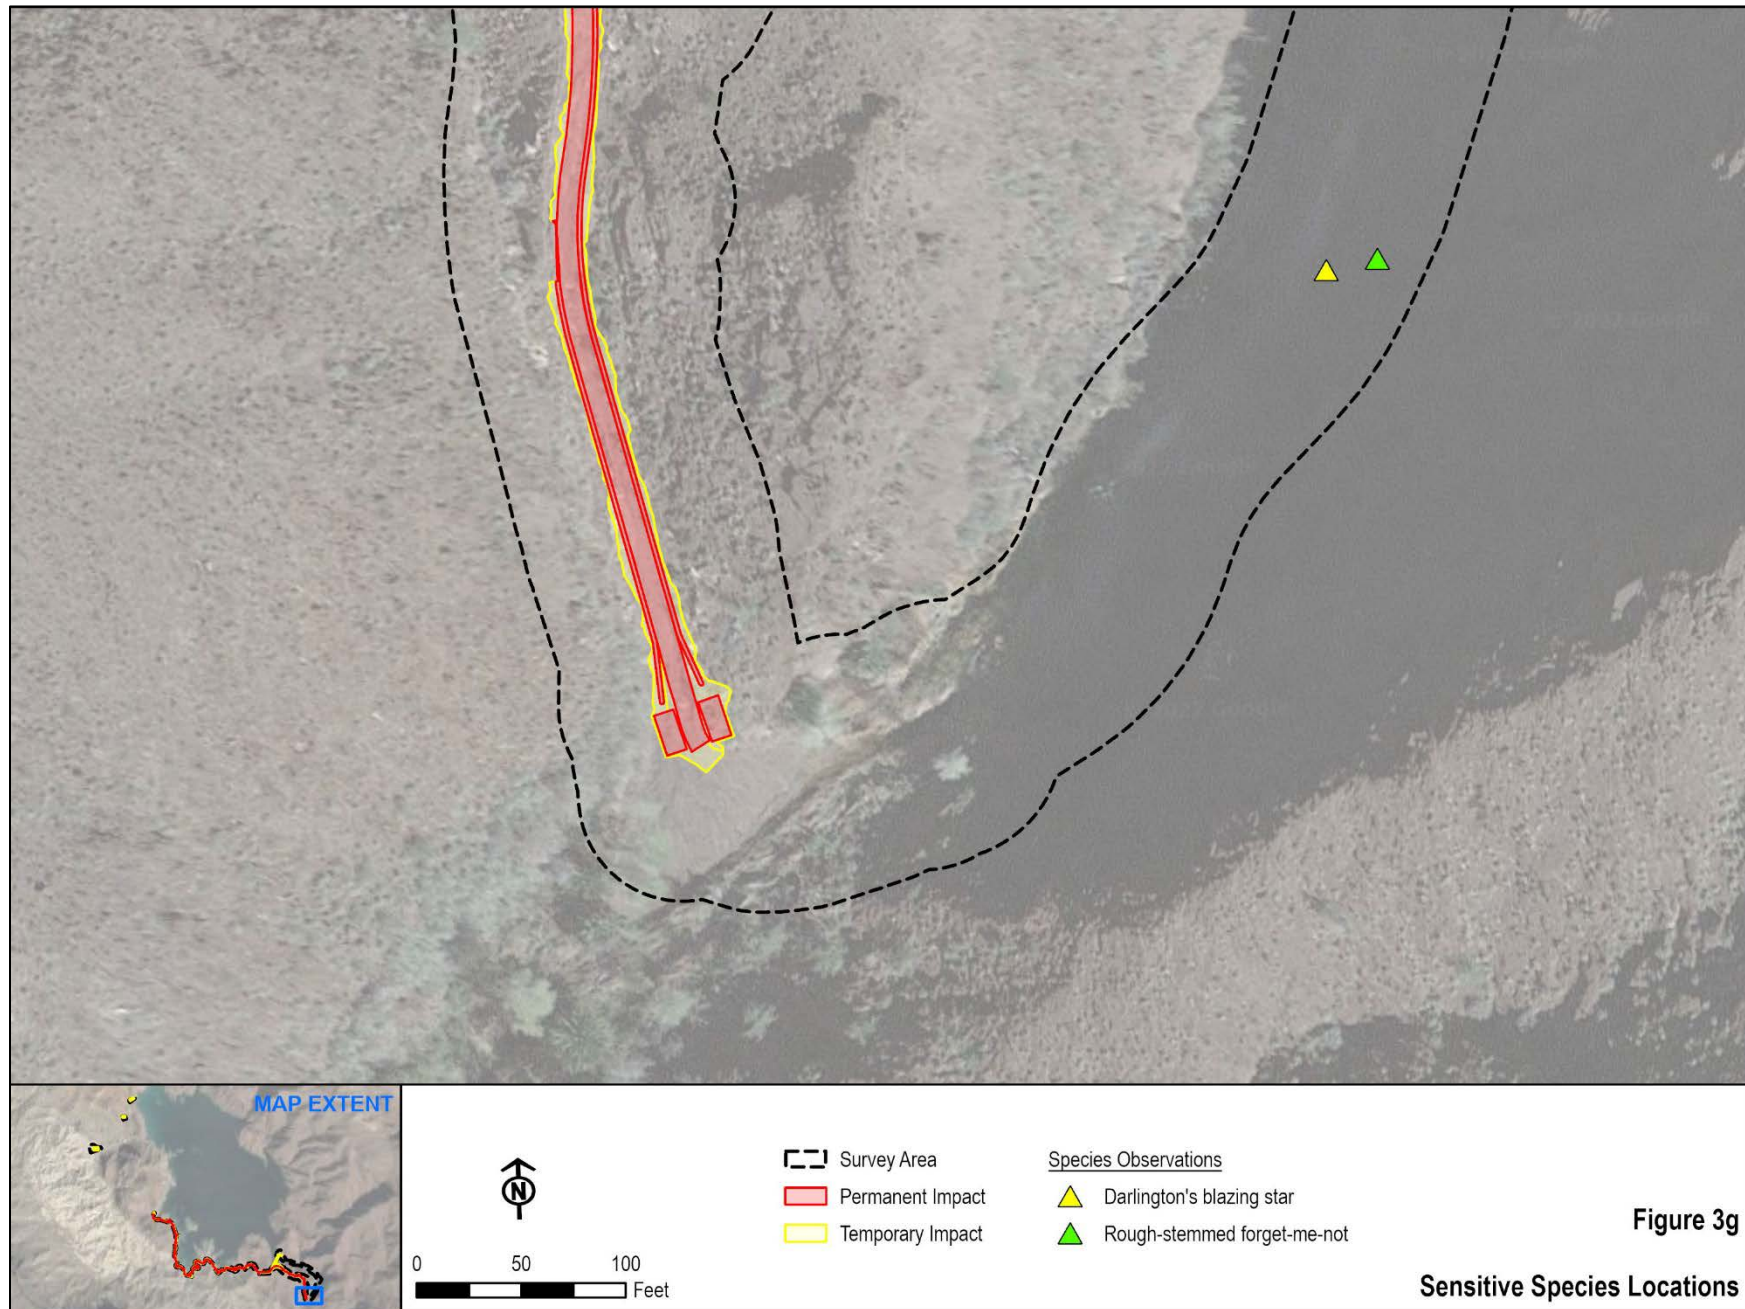 MAP EXTENT
N
0 50 100
Feet
Survey Area
Permanent Impact
Temporary Impact
Species Observations
Darlington's blazing star
Rough-stemmed forget-me-not
Figure 3g
Sensitive Species Locations